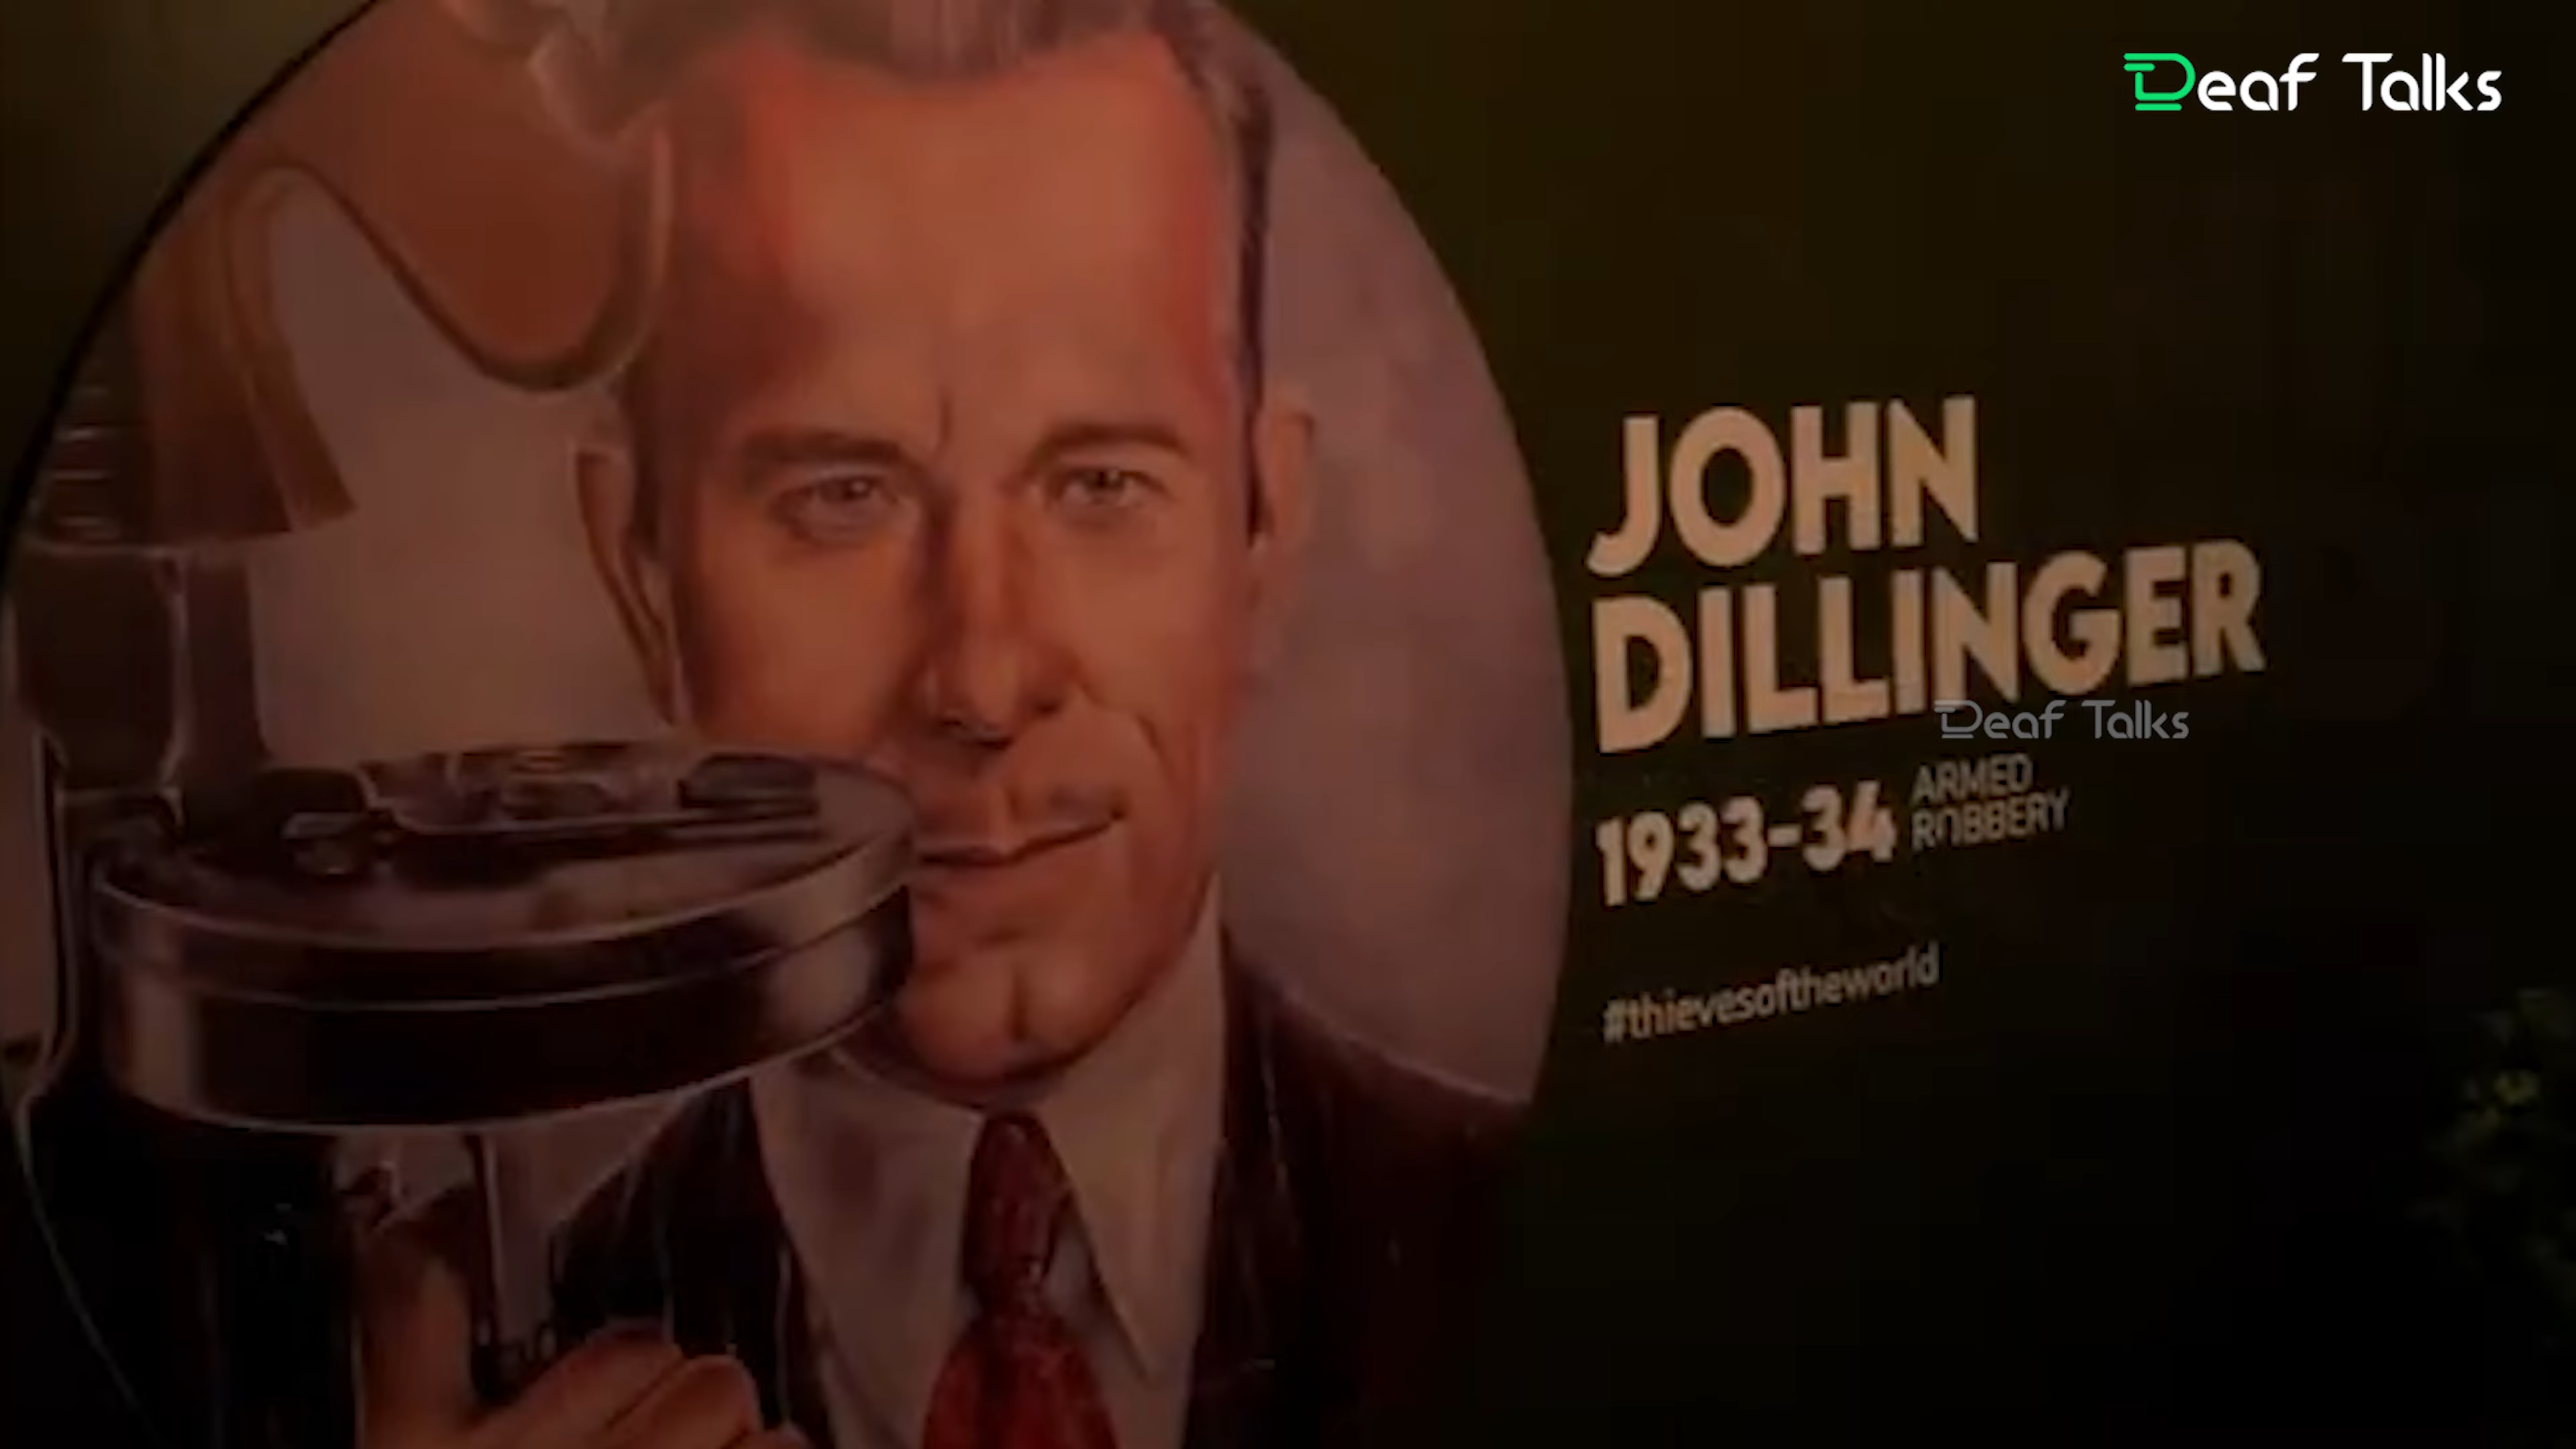 Deaf Talks
JOHN
DILLINGER
Deaf Talks
1933-34
ARMED
ROBBERY
#thievesoftheworld